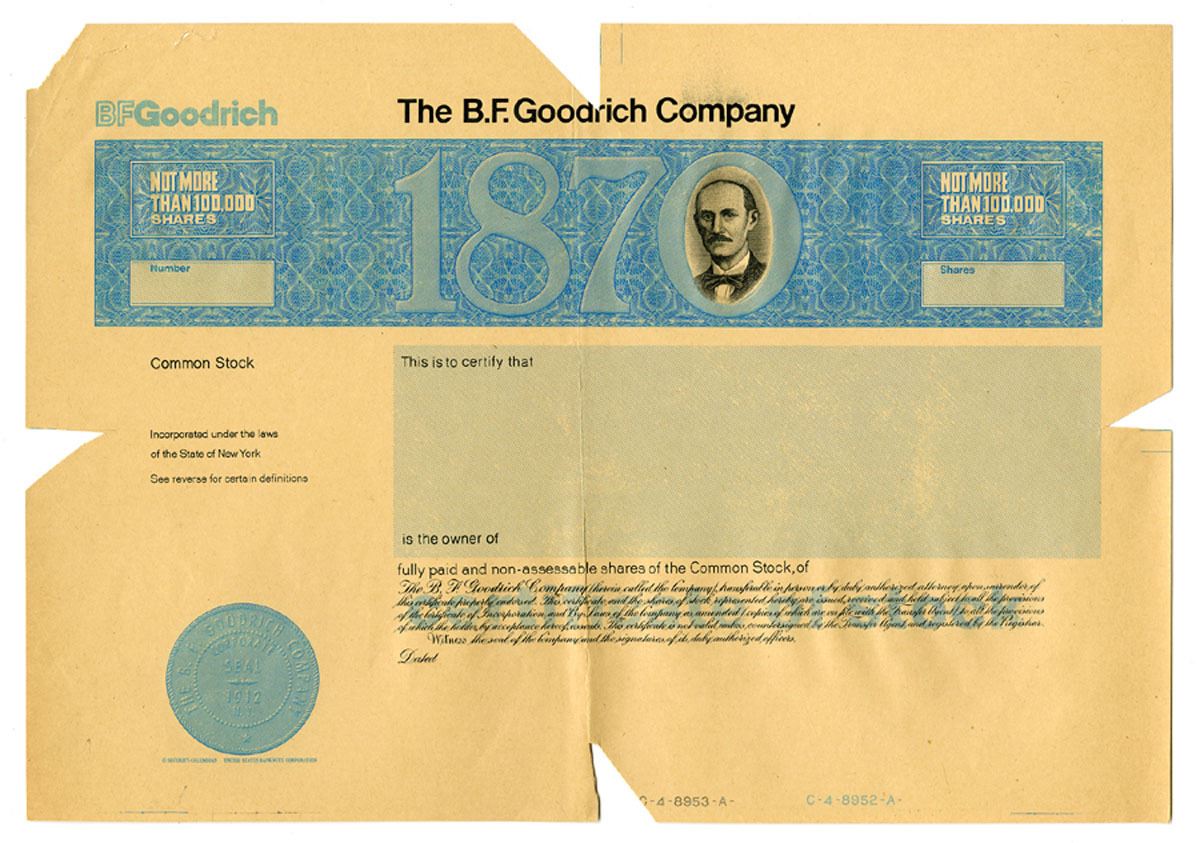 BFGoodrich
The B.F. Goodrich Company
1870
NOT MORE
THAN 100,000
SHARES
NOT MORE
THAN 100,000
SHARES
Number
Shares
Common Stock
This is to certify that
Incorporated under the laws
of the State of New York
See reverse for certain definitions
is the owner of
fully paid and non-assessable shares of the Common Stock, of
The B. F. Goodrich Company (herein called the Company), transferable in person or by duly authorized attorney upon surrender of
this certificate properly endorsed. This certificate and the shares of stock represented hereby are issued, received and held subject to all the provisions
of the Certificate of Incorporation and By-Laws of the Company as amended (copies of which are on file with the Transfer Agent) to all the provisions
of which the holder, by acceptance hereof, assents. This certificate is not valid unless countersigned by the Transfer Agent and registered by the Registrar.
Witness the seal of the Company and the signatures of its duly authorized officers.
Dated
THE B. F. GOODRICH COMPANY
CORPORATE
SEAL
1912
N.Y.
© SECURITY-COLUMBIAN UNITED STATES BANKNOTE CORPORATION
C-4-8953-A-
C-4-8952-A-